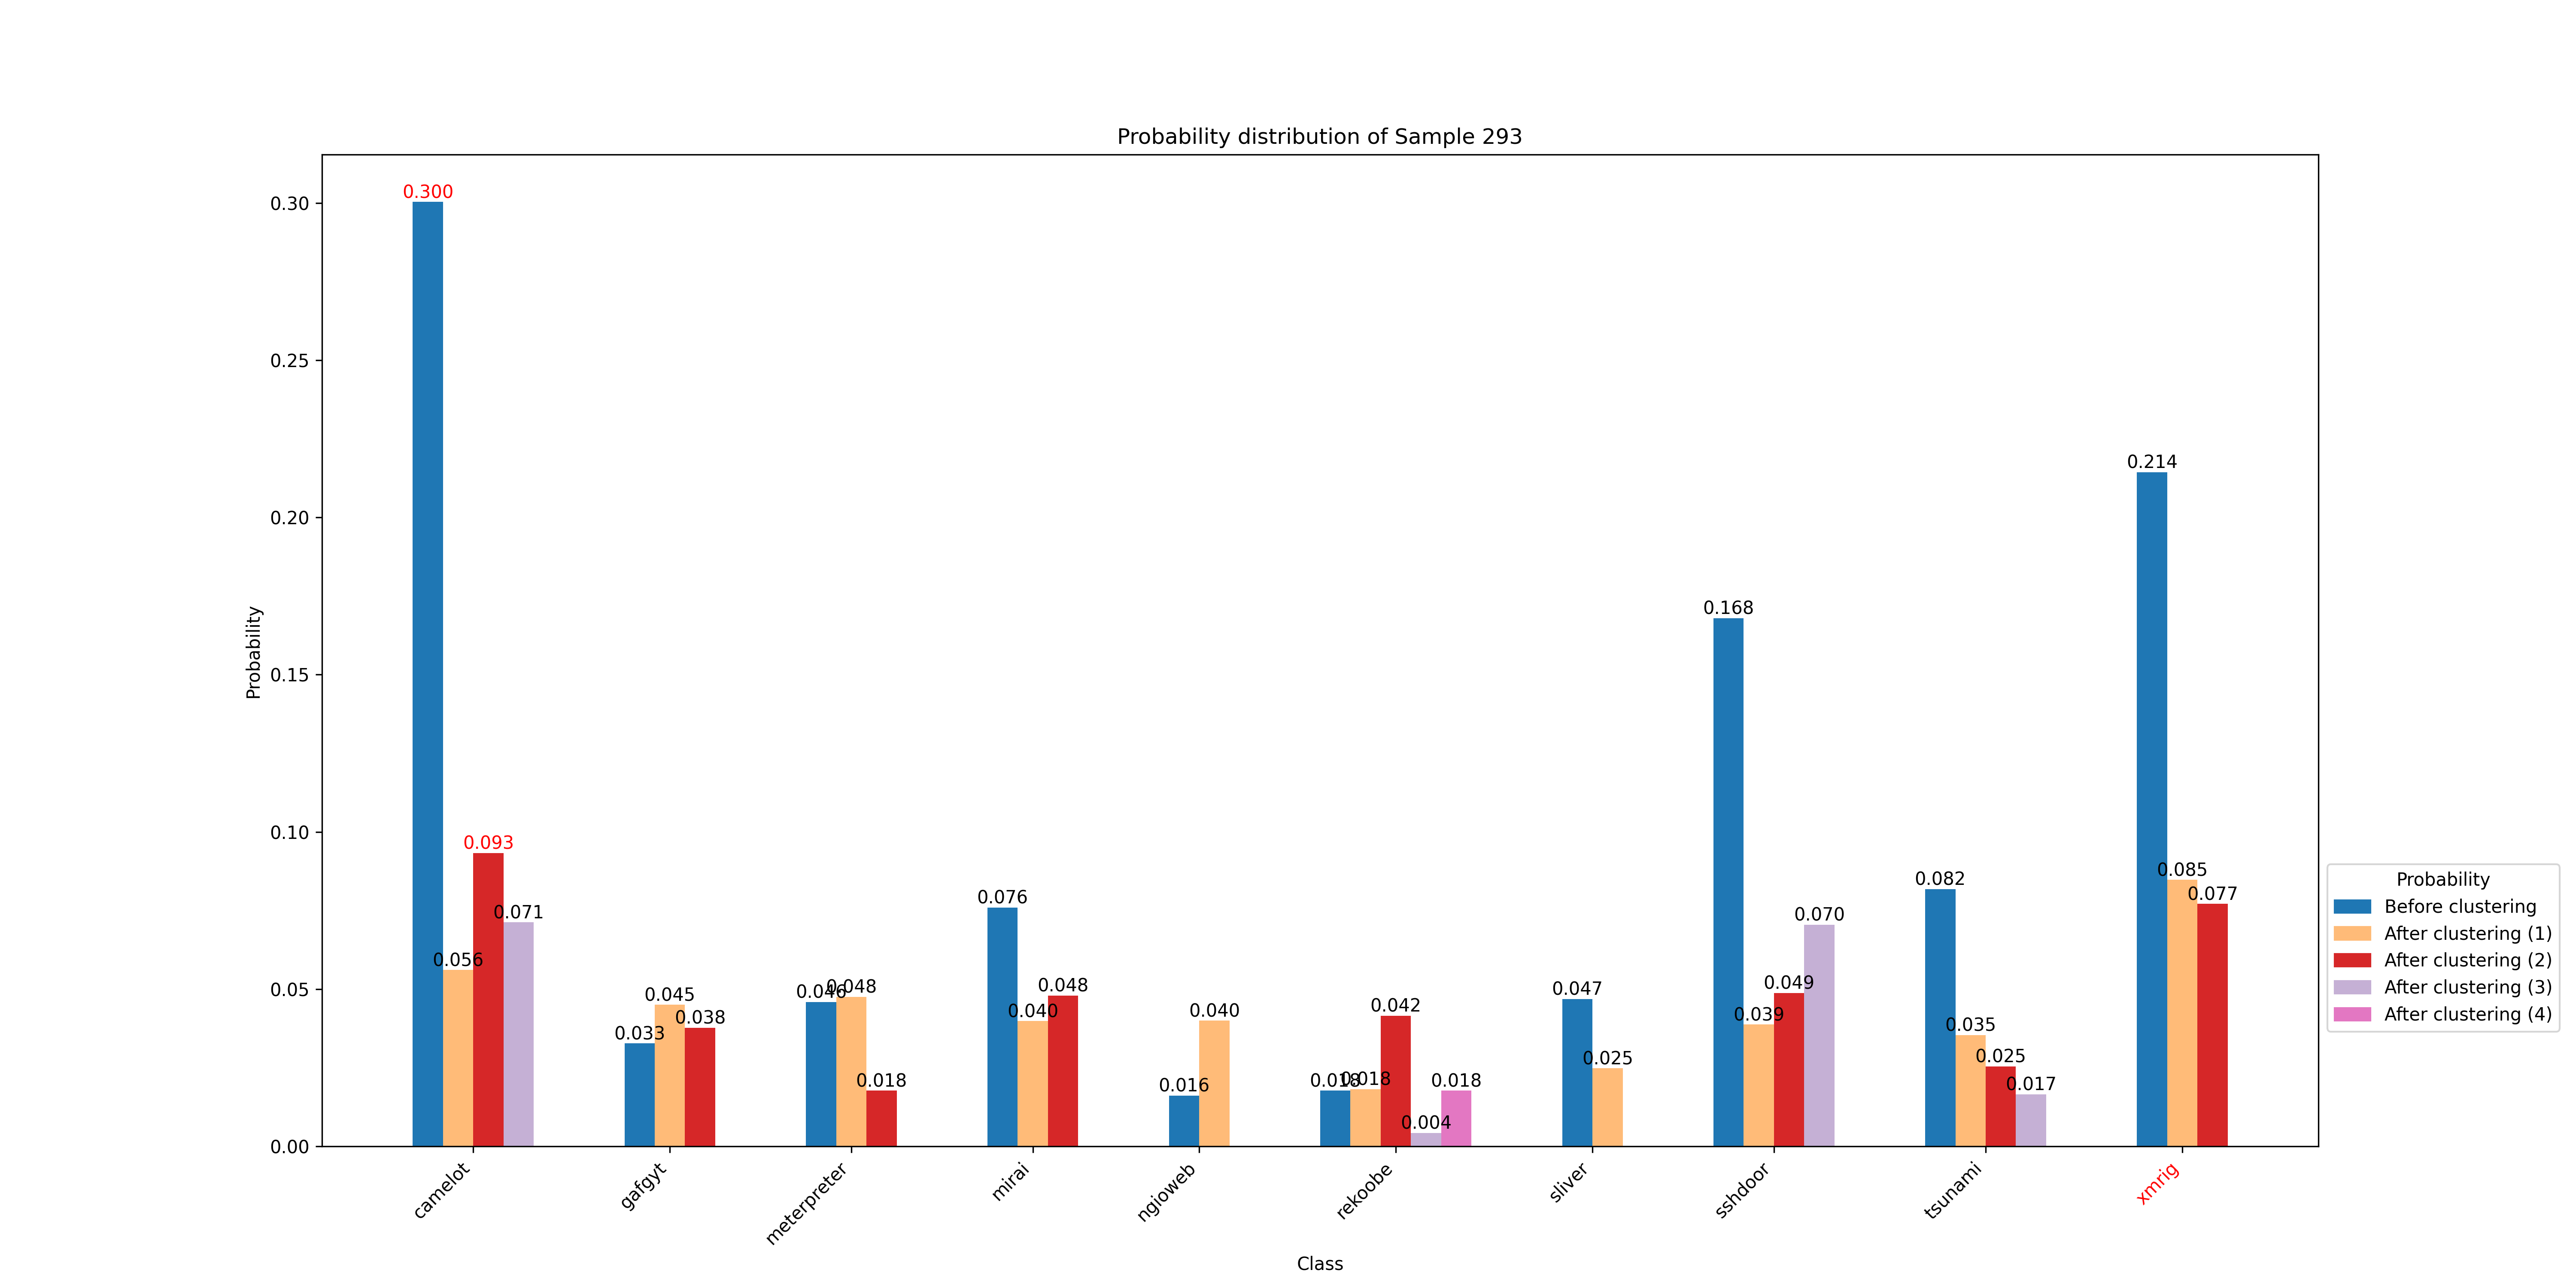 Probability distribution of Sample 293
Probability
0.30
0.25
0.20
0.15
0.10
0.05
0.00
0.300
0.056
0.093
0.071
0.033
0.045
0.038
0.046
0.048
0.018
0.076
0.040
0.048
0.016
0.040
0.018
0.018
0.042
0.004
0.018
0.047
0.025
0.168
0.039
0.049
0.070
0.082
0.035
0.025
0.017
0.214
0.085
0.077
camelot
gafgyt
meterpreter
mirai
ngioweb
rekoobe
sliver
sshdoor
tsunami
xmrig
Class
Probability
Before clustering
After clustering (1)
After clustering (2)
After clustering (3)
After clustering (4)